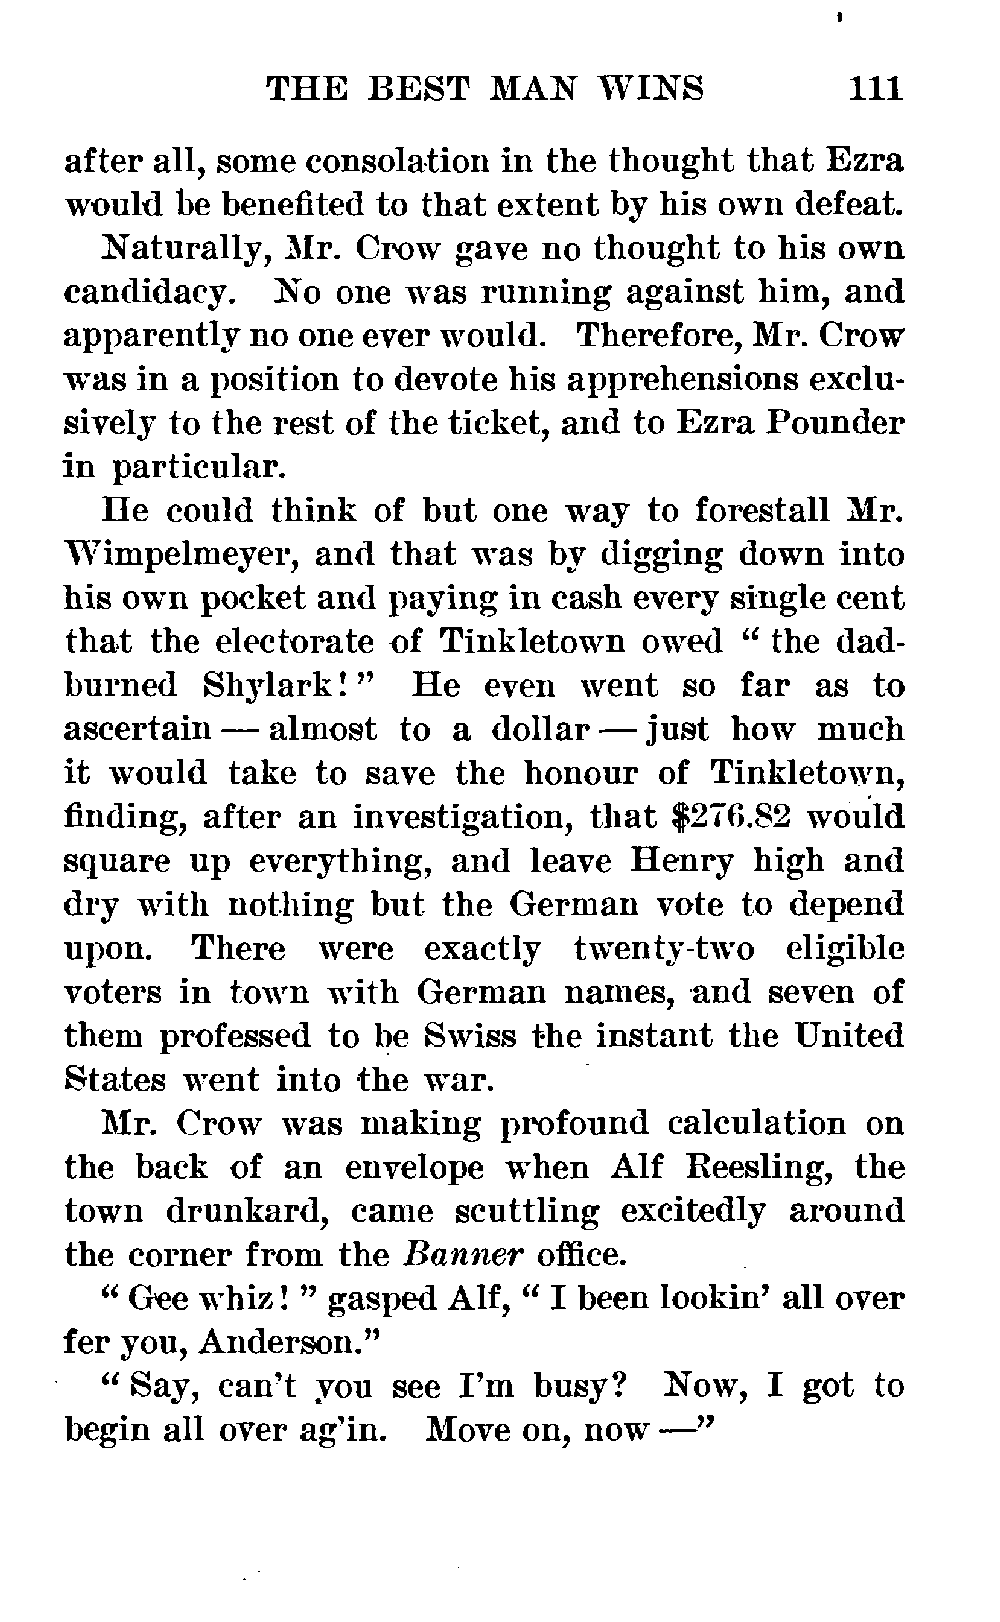 THE BEST MAN WINS 111
after all, some consolation in the thought that Ezra
would be benefited to that extent by his own defeat.
Naturally, Mr. Crow gave no thought to his own
candidacy. No one was running against him, and
apparently no one ever would. Therefore, Mr. Crow
was in a position to devote his apprehensions exclu-
sively to the rest of the ticket, and to Ezra Pounder
in particular.
He could think of but one way to forestall Mr.
Wimpelmeyer, and that was by digging down into
his own pocket and paying in cash every single cent
that the electorate of Tinkletown owed “ the dad-
burned Shylark! ” He even went so far as to
ascertain — almost to a dollar — just how much
it would take to save the honour of Tinkletown,
finding, after an investigation, that $276.82 would
square up everything, and leave Henry high and
dry with nothing but the German vote to depend
upon. There were exactly twenty-two eligible
voters in town with German names, and seven of
them professed to be Swiss the instant the United
States went into the war.
Mr. Crow was making profound calculation on
the back of an envelope when Alf Reesling, the
town drunkard, came scuttling excitedly around
the corner from the Banner office.
“ Gee whiz! ” gasped Alf, “ I been lookin’ all over
fer you, Anderson.”
“ Say, can’t you see I’m busy? Now, I got to
begin all over ag’in. Move on, now —”